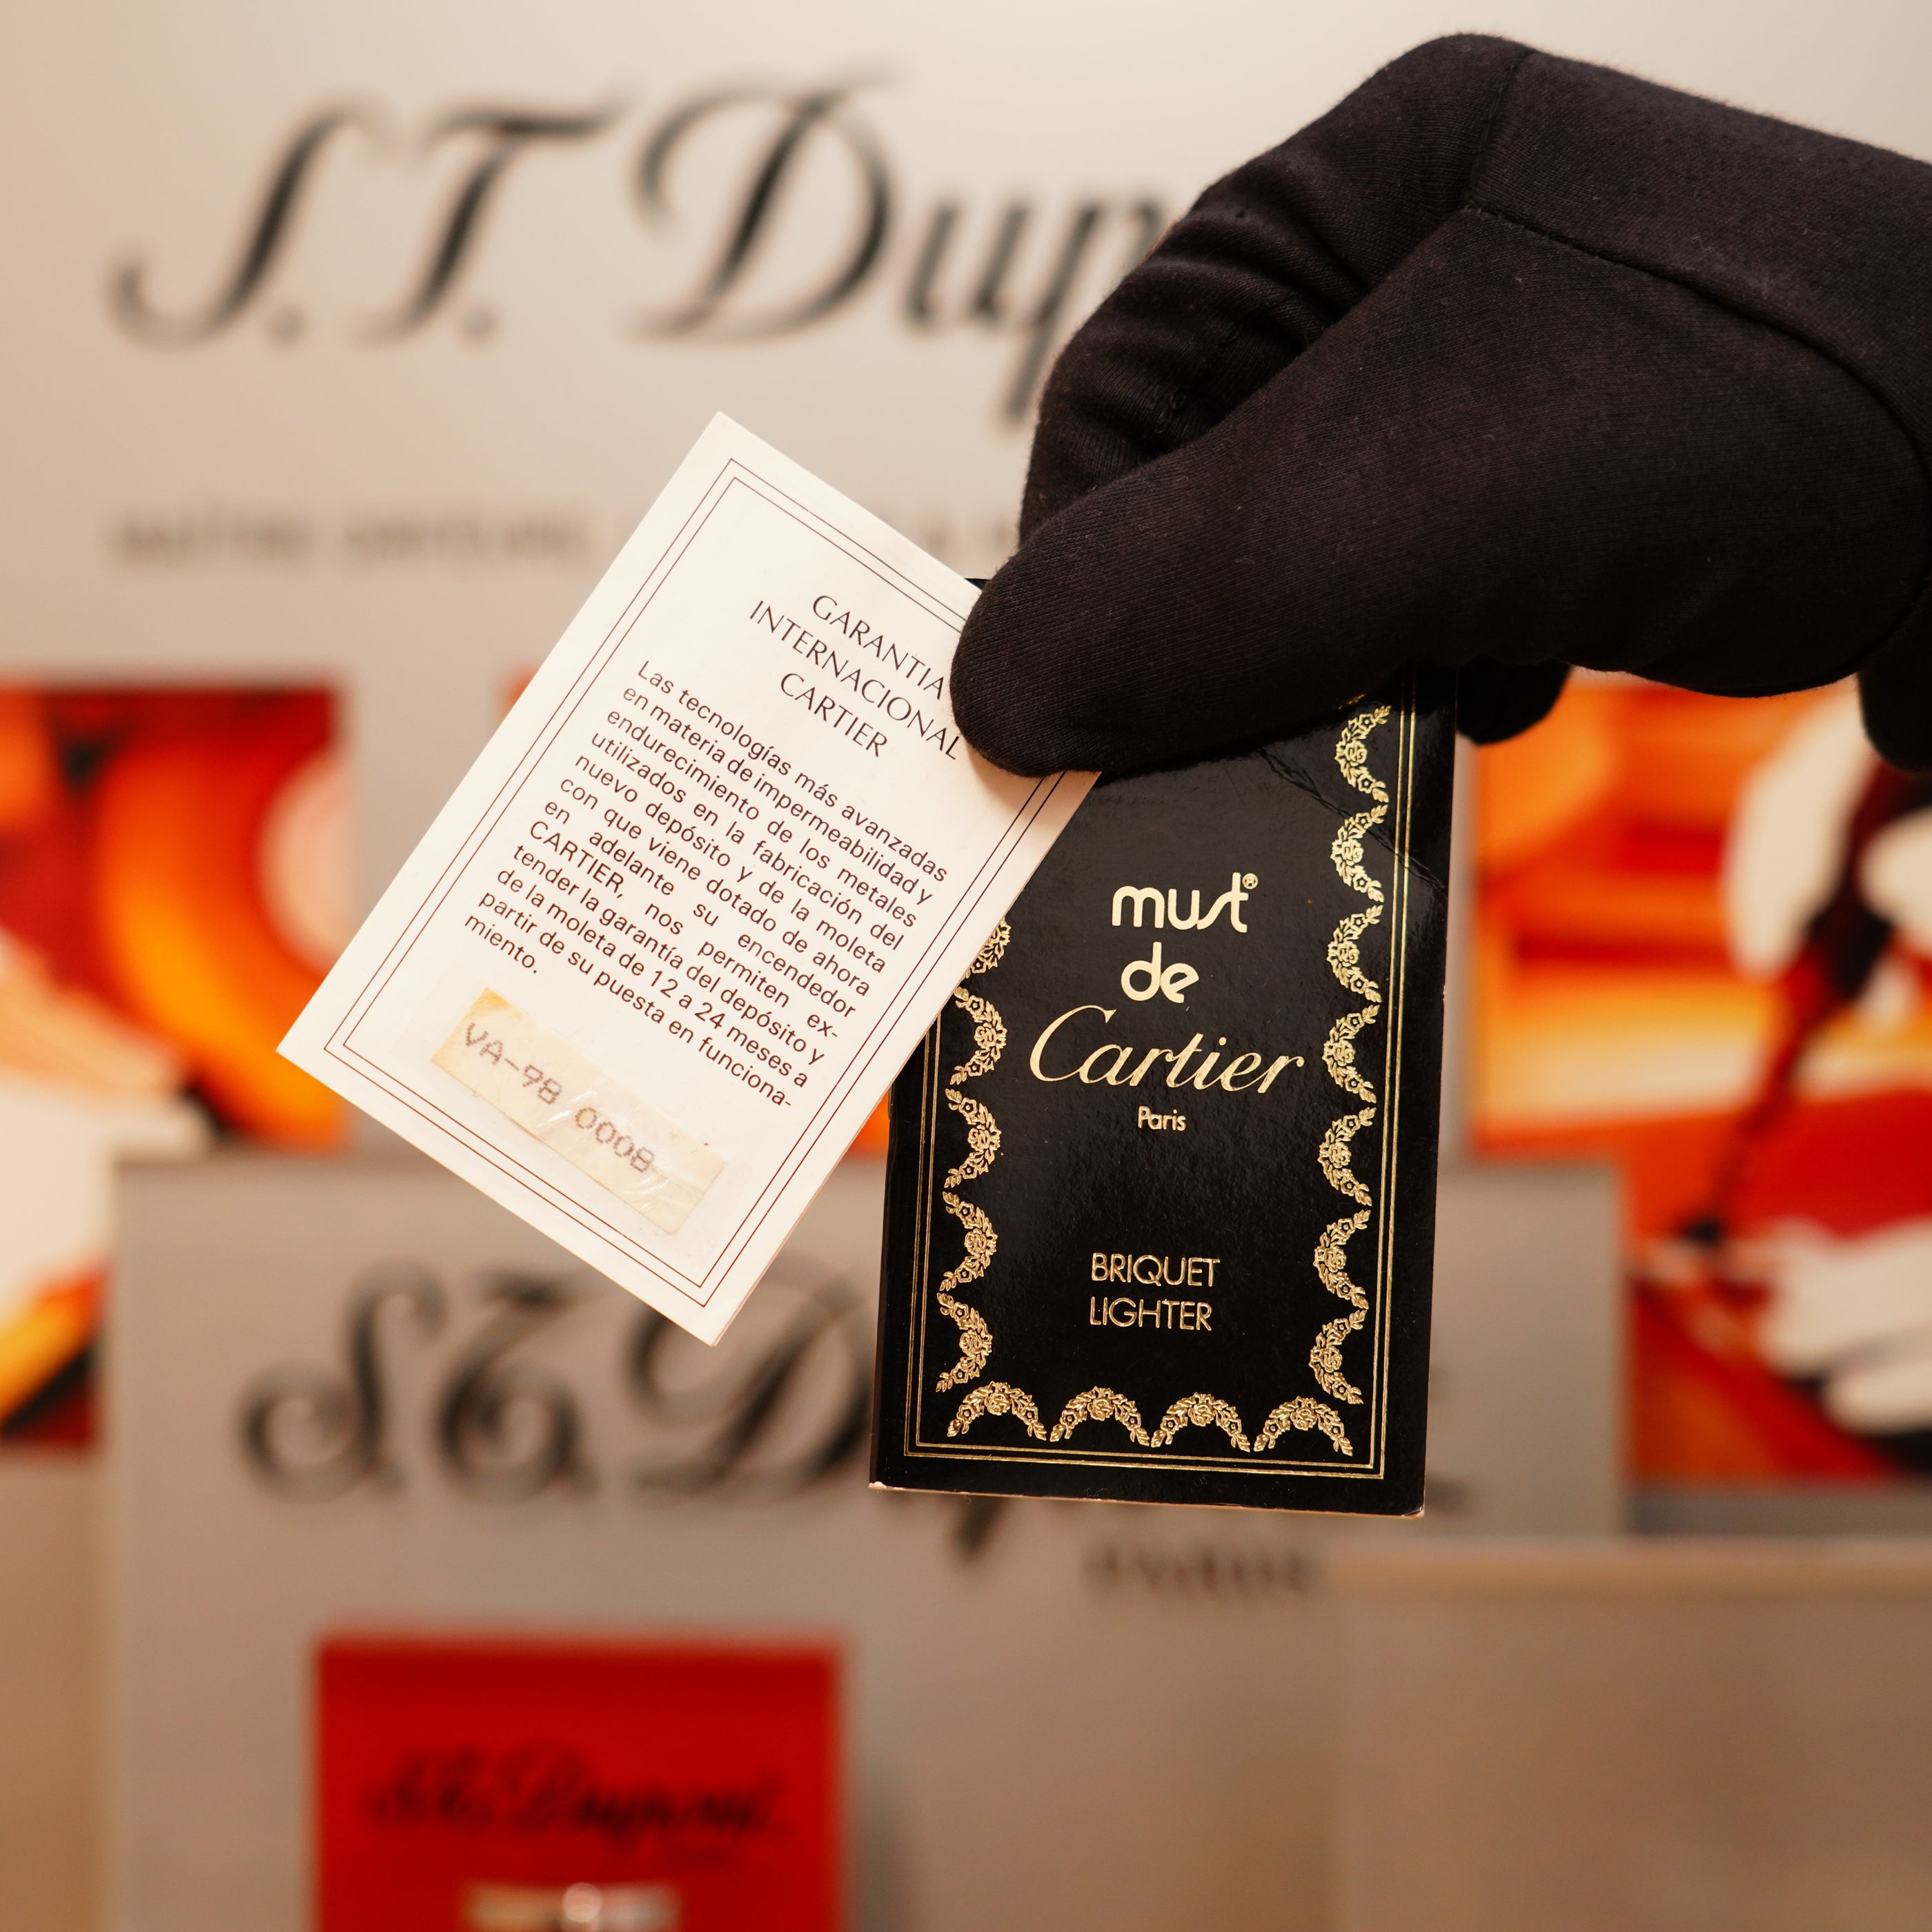 S.T. Dup
GARANTIA
INTERNACIONAL
CARTIER
Las tecnologías más avanzadas
en materia de impermeabilidad y
endurecimiento de los metales
utilizados en la fabricación del
nuevo depósito y de la moleta
con que viene dotado de ahora
en adelante su encendedor
CARTIER, nos permiten ex-
tender la garantía del depósito y
de la moleta de 12 a 24 meses a
partir de su puesta en funciona-
miento.
VA-98 0008
must®
de
Cartier
Paris
BRIQUET
LIGHTER
S.T. D
PARIS
S.T. Dupont